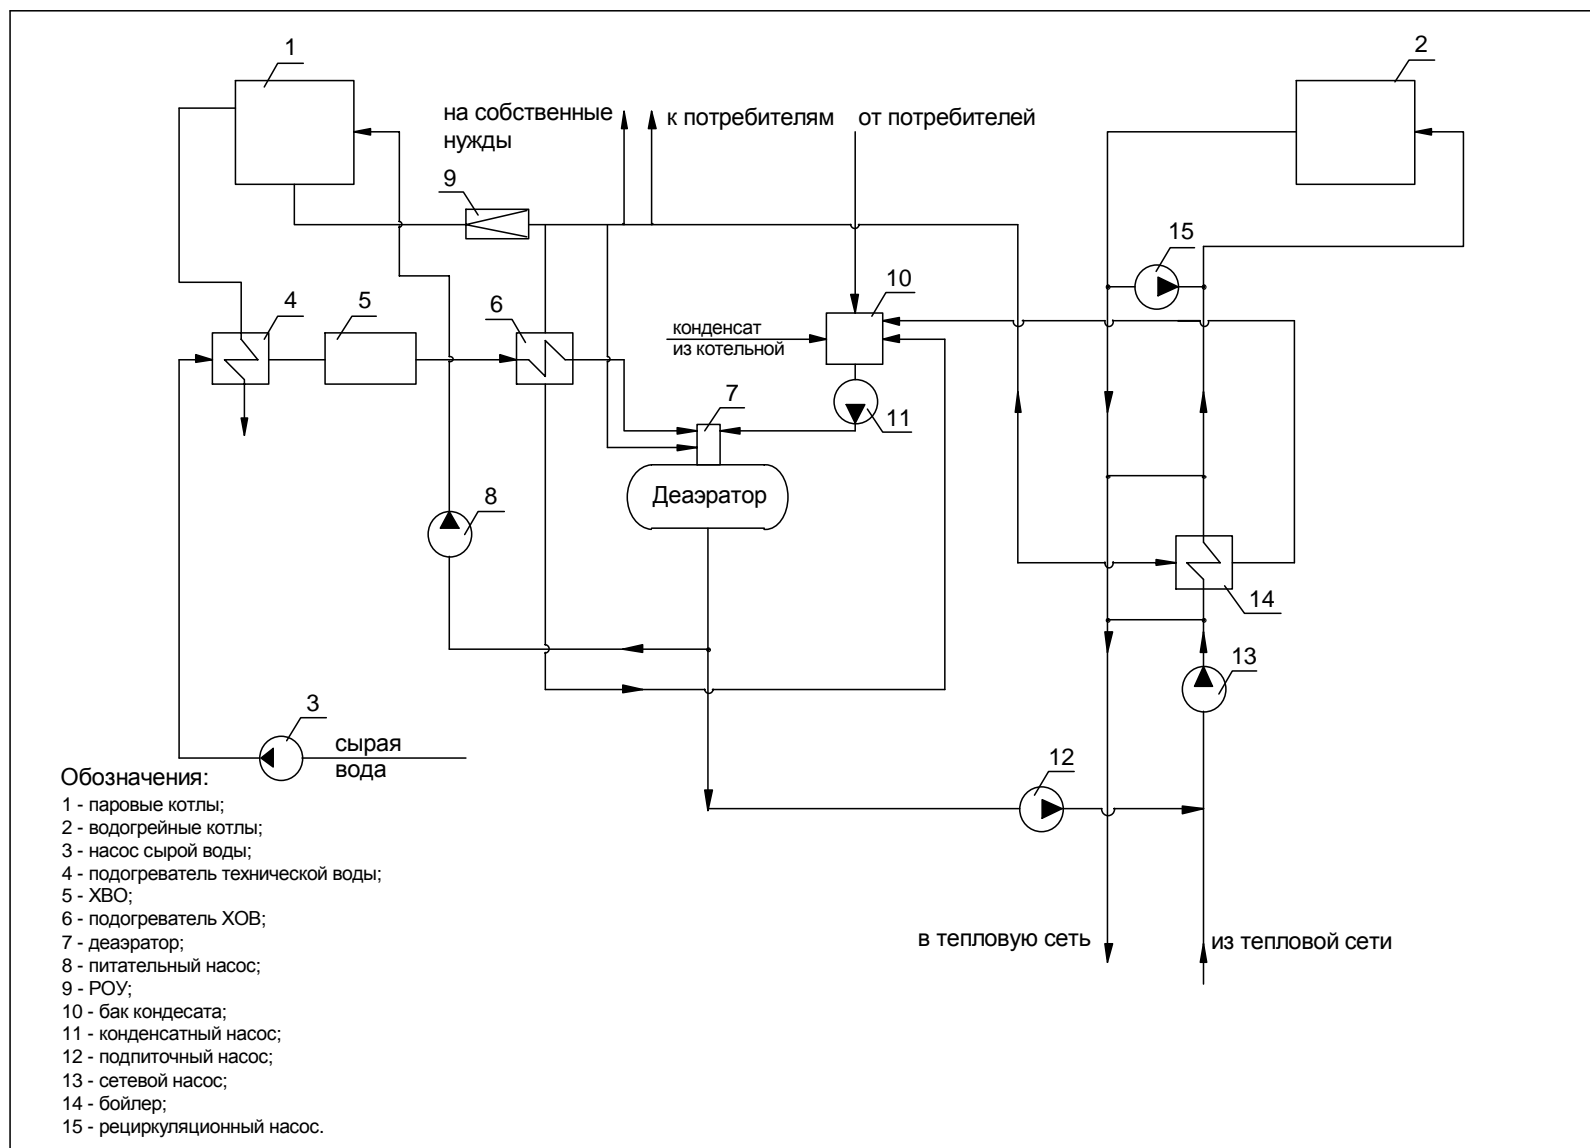 1
2
на собственные
нужды
к потребителям
от потребителей
9
15
10
4
5
6
конденсат
из котельной
7
11
8
Деаэратор
14
13
3
сырая
вода
12
в тепловую сеть
из тепловой сети
Обозначения:
1 - паровые котлы;
2 - водогрейные котлы;
3 - насос сырой воды;
4 - подогреватель технической воды;
5 - ХВО;
6 - подогреватель ХОВ;
7 - деаэратор;
8 - питательный насос;
9 - РОУ;
10 - бак кондесата;
11 - конденсатный насос;
12 - подпиточный насос;
13 - сетевой насос;
14 - бойлер;
15 - рециркуляционный насос.